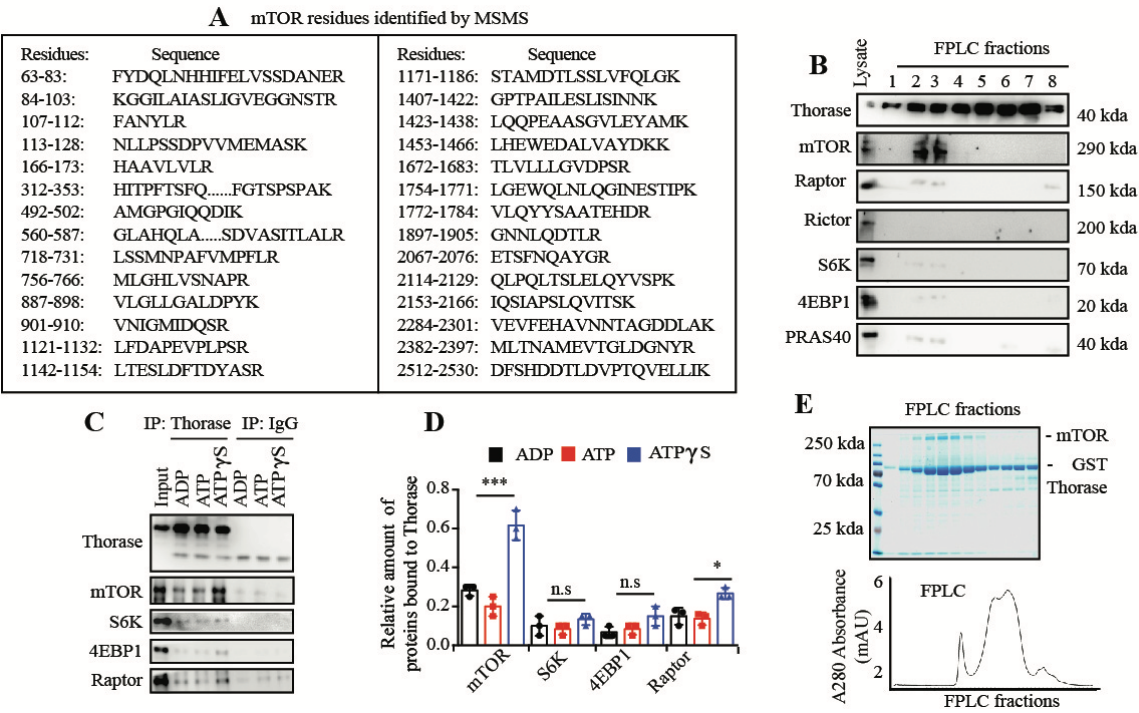 A mTOR residues identified by MSMS
Residues: Sequence
63-83: FYDQLNHHIFELVSSDANER
84-103: KGGILAIASLIGVEGGNSTR
107-112: FANYLR
113-128: NLLPSSDPVVMEMASK
166-173: HAAVLVLR
312-353: HITPFTSFQ.....FGTSPSPAK
492-502: AMGPGIQQDIK
560-587: GLAHQLA.....SDVASITLALR
718-731: LSSMNPAFVMPFLR
756-766: MLGHLVSNAPR
887-898: VLGLLGALDPYK
901-910: VNIGMIDQSR
1121-1132: LFDAPEVPLPSR
1142-1154: LTESLDFTDYASR
Residues: Sequence
1171-1186: STAMDTLSSLVFQLGK
1407-1422: GPTPAILESLISINNK
1423-1438: LQQPEAASGVLEYAMK
1453-1466: LHEWEDALVAYDKK
1672-1683: TLVLLLGVDPSR
1754-1771: LGEWQLNLQGINESTIPK
1772-1784: VLQYYSAATEHDR
1897-1905: GNNLQDTLR
2067-2076: ETSFNQAYGR
2114-2129: QLPQLTSLELQYVSPK
2153-2166: IQSIAPSLQVITSK
2284-2301: VEVFEHAVNNTAGDDLAK
2382-2397: MLTNAMEVTGLDGNYR
2512-2530: DFSHDDTLDVPTQVELLIK
B
FPLC fractions
Lysate 1 2 3 4 5 6 7 8
Thorase 40 kda
mTOR 290 kda
Raptor 150 kda
Rictor 200 kda
S6K 70 kda
4EBP1 20 kda
PRAS40 40 kda
C
IP: Thorase IP: IgG
Input ADP ATP ATPγS ADP ATP ATPγS
Thorase
mTOR
S6K
4EBP1
Raptor
D
ADP ATP ATPγS
Relative amount of
proteins bound to Thorase
0.8
0.6
0.4
0.2
0.0
***
n.s
n.s
*
mTOR S6K 4EBP1 Raptor
E
FPLC fractions
250 kda
70 kda
25 kda
- mTOR
- GST
Thorase
A280 Absorbance
(mAU)
6
4
2
FPLC
FPLC fractions